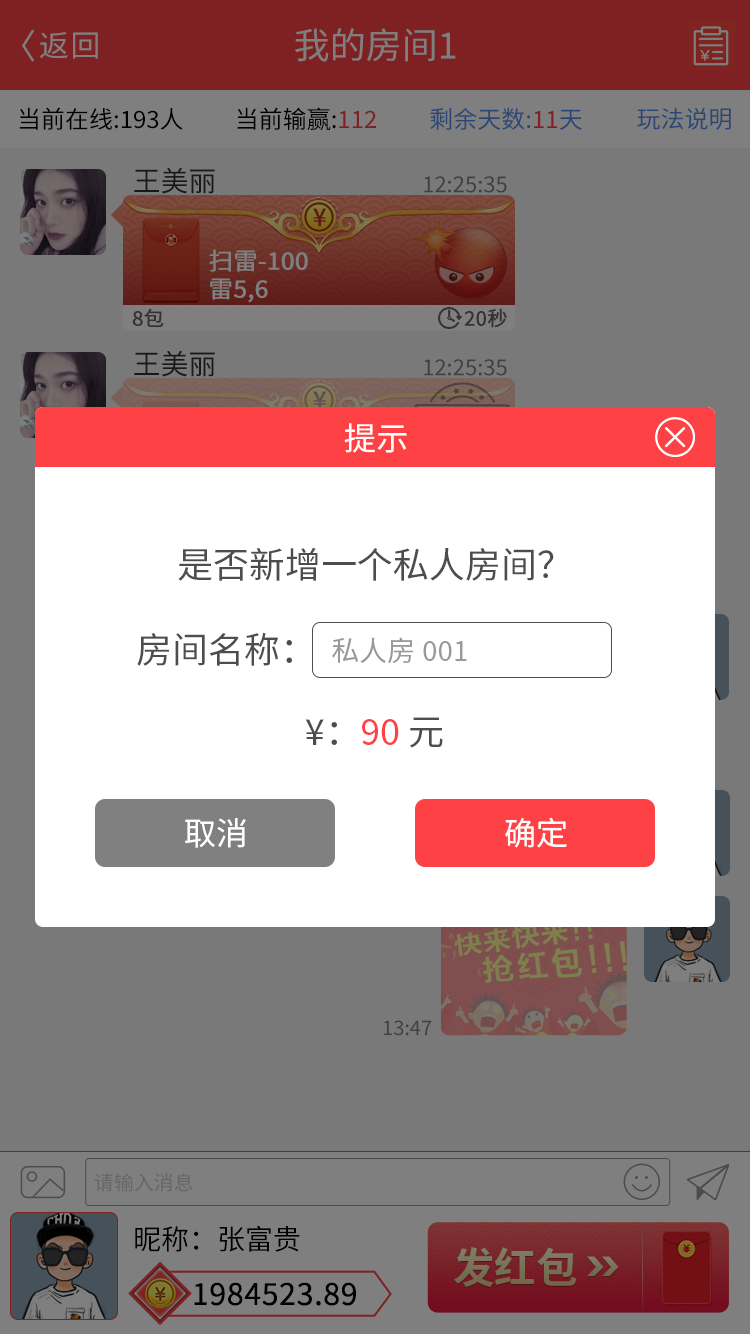 〈返回
我的房间1
当前在线:193人
当前输赢:112
剩余天数:11天
玩法说明
王美丽
12:25:35
扫雷-100
雷5,6
8包
20秒
王美丽
12:25:35
提示
是否新增一个私人房间?
房间名称：
私人房 001
¥：90 元
取消
确定
快来快来!!
抢红包!!!
13:47
请输入消息
昵称：张富贵
1984523.89
发红包